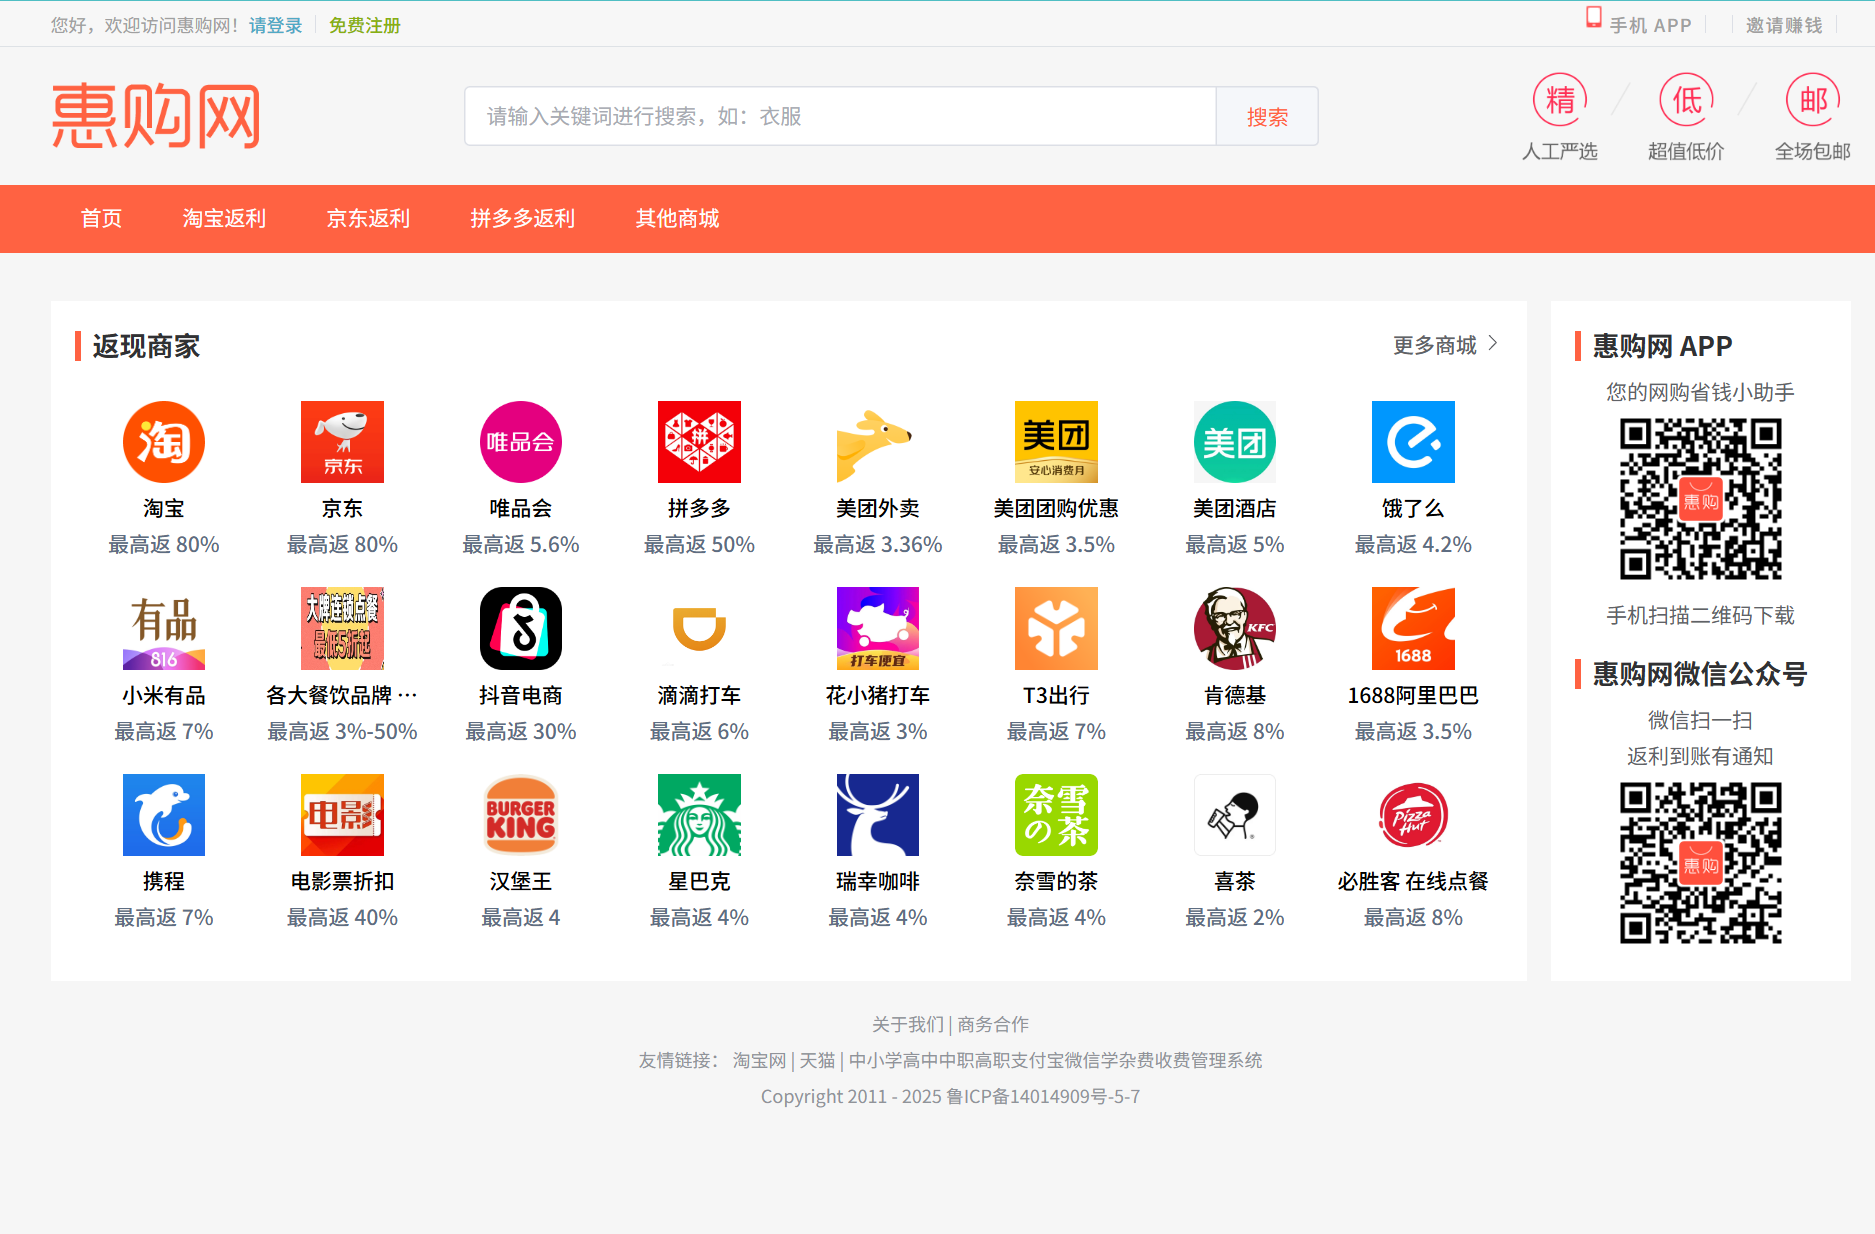 您好，欢迎访问惠购网！ 请登录 免费注册
手机 APP 邀请赚钱
惠购网
请输入关键词进行搜索，如：衣服 搜索
精 低 邮
人工严选 超值低价 全场包邮
首页 淘宝返利 京东返利 拼多多返利 其他商城
返现商家 更多商城
淘 京东 唯品会 拼 美团 安心消费月 美团
淘宝 京东 唯品会 拼多多 美团外卖 美团团购优惠 美团酒店 饿了么
最高返 80% 最高返 80% 最高返 5.6% 最高返 50% 最高返 3.36% 最高返 3.5% 最高返 5% 最高返 4.2%
有品 816 大牌连锁点餐 最低5折起 打车便宜 KFC 1688
小米有品 各大餐饮品牌 ··· 抖音电商 滴滴打车 花小猪打车 T3出行 肯德基 1688阿里巴巴
最高返 7% 最高返 3%-50% 最高返 30% 最高返 6% 最高返 3% 最高返 7% 最高返 8% 最高返 3.5%
电影 BURGER KING 奈雪の茶 Pizza Hut
携程 电影票折扣 汉堡王 星巴克 瑞幸咖啡 奈雪的茶 喜茶 必胜客 在线点餐
最高返 7% 最高返 40% 最高返 4 最高返 4% 最高返 4% 最高返 4% 最高返 2% 最高返 8%
惠购网 APP
您的网购省钱小助手
惠购
手机扫描二维码下载
惠购网微信公众号
微信扫一扫
返利到账有通知
惠购
关于我们 | 商务合作
友情链接： 淘宝网 | 天猫 | 中小学高中中职高职支付宝微信学杂费收费管理系统
Copyright 2011 - 2025 鲁ICP备14014909号-5-7